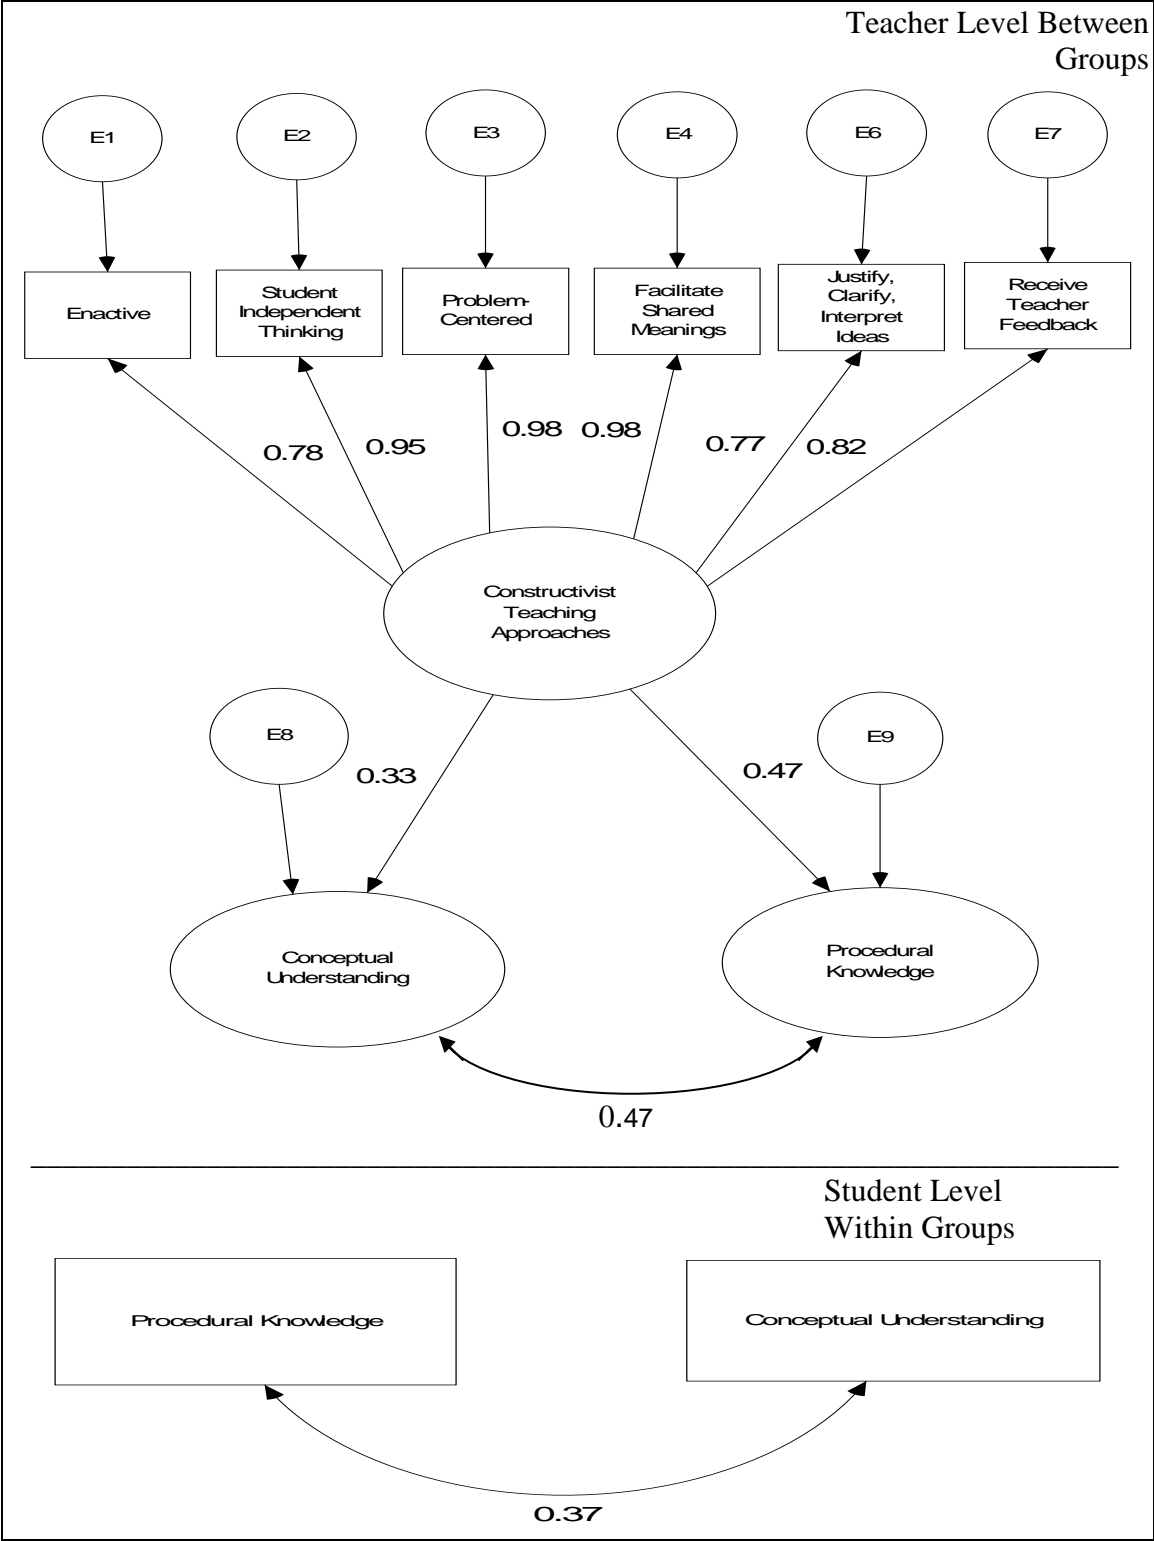 Teacher Level Between
Groups
E1
E2
E3
E4
E6
E7
Enactive
Student
Independent
Thinking
Problem-
Centered
Facilitate
Shared
Meanings
Justify,
Clarify,
Interpret
Ideas
Receive
Teacher
Feedback
0.78
0.95
0.98
0.98
0.77
0.82
Constructivist
Teaching
Approaches
E8
0.33
0.47
E9
Conceptual
Understanding
Procedural
Knowledge
0.47
Student Level
Within Groups
Procedural Knowledge
Conceptual Understanding
0.37